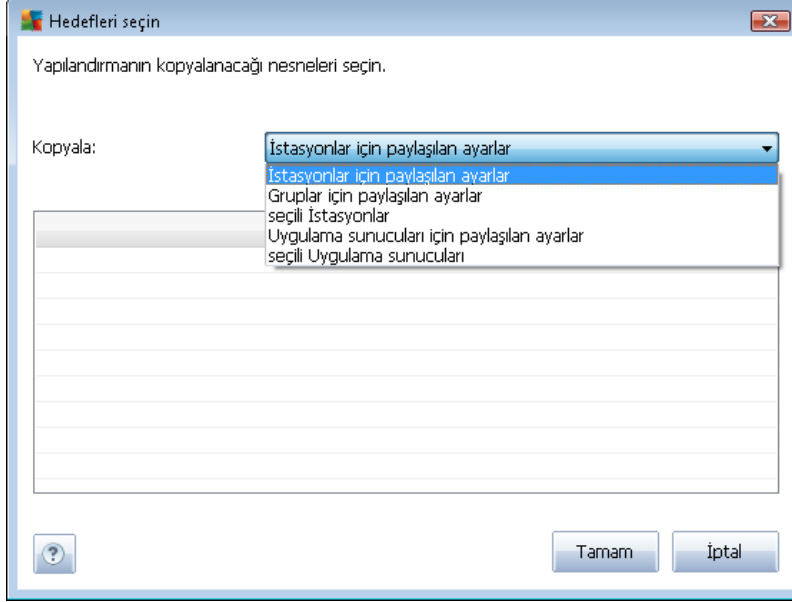 Hedefleri seçin
Yapılandırmanın kopyalanacağı nesneleri seçin.
Kopyala:
İstasyonlar için paylaşılan ayarlar
İstasyonlar için paylaşılan ayarlar
Gruplar için paylaşılan ayarlar
seçili İstasyonlar
Uygulama sunucuları için paylaşılan ayarlar
seçili Uygulama sunucuları
?
Tamam
İptal